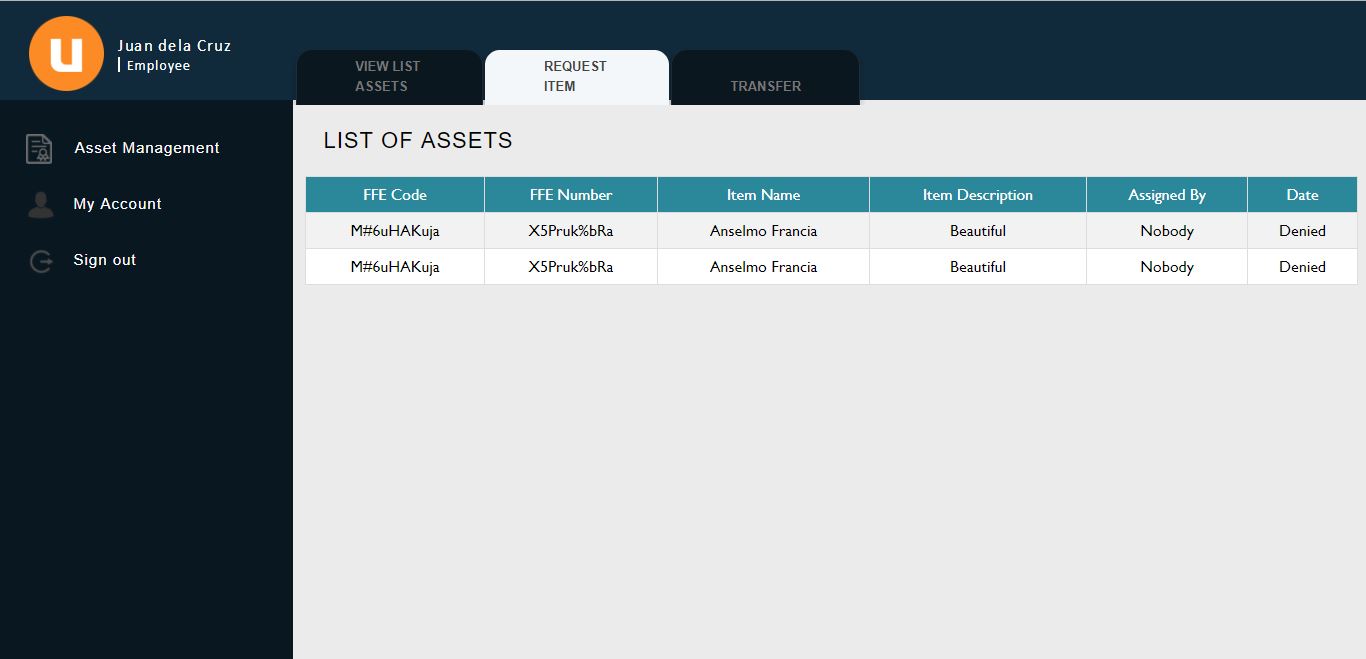 u
Juan dela Cruz
Employee
VIEW LIST
ASSETS
REQUEST
ITEM
TRANSFER
Asset Management
My Account
Sign out
LIST OF ASSETS
FFE Code FFE Number Item Name Item Description Assigned By Date
M#6uHAKuja X5Pruk%bRa Anselmo Francia Beautiful Nobody Denied
M#6uHAKuja X5Pruk%bRa Anselmo Francia Beautiful Nobody Denied